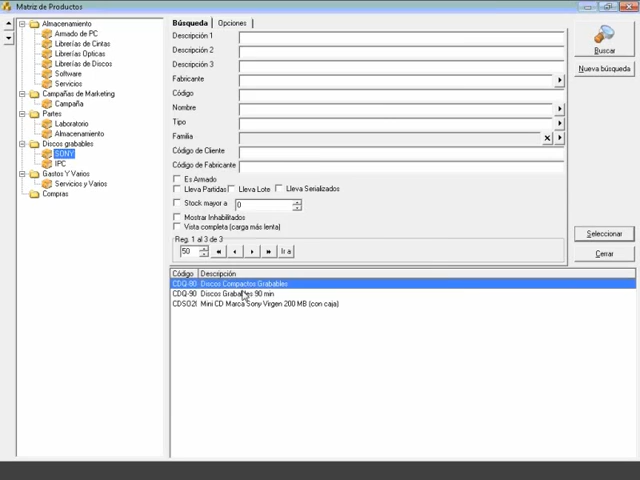 Matriz de Productos
Almacenamiento
Armado de PC
Librerías de Cintas
Librerías Opticas
Librerías de Discos
Software
Servicios
Campañas de Marketing
Campaña
Partes
Laboratorio
Almacenamiento
Discos grabables
SONY
IPC
Gastos Y Varios
Servicios y Varios
Compras
Búsqueda Opciones
Descripción 1
Descripción 2
Descripción 3
Fabricante
Código
Nombre
Tipo
Familia
Código de Cliente
Código de Fabricante
Es Armado
Lleva Partidas Lleva Lote Lleva Serializados
Stock mayor a 0
Mostrar Inhabilitados
Vista completa (carga más lenta)
Reg. 1 al 3 de 3
50 Ir a
Buscar
Nueva búsqueda
Seleccionar
Cerrar
Código Descripción
CDQ-80 Discos Compactos Grabables
CDQ-90 Discos Grabables 90 min
Mini CD Marca Sony Virgen 200 MB (con caja)